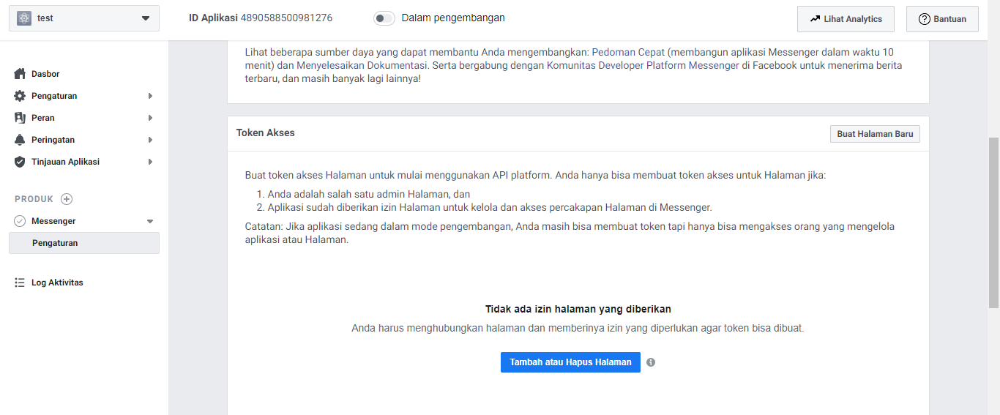 test
ID Aplikasi 4890588500981276
Dalam pengembangan
Lihat Analytics
Bantuan
Dasbor
Pengaturan
Peran
Peringatan
Tinjauan Aplikasi
PRODUK
Messenger
Pengaturan
Log Aktivitas
Lihat beberapa sumber daya yang dapat membantu Anda mengembangkan: Pedoman Cepat (membangun aplikasi Messenger dalam waktu 10
menit) dan Menyelesaikan Dokumentasi. Serta bergabung dengan Komunitas Developer Platform Messenger di Facebook untuk menerima berita
terbaru, dan masih banyak lagi lainnya!
Token Akses
Buat Halaman Baru
Buat token akses Halaman untuk mulai menggunakan API platform. Anda hanya bisa membuat token akses untuk Halaman jika:
1. Anda adalah salah satu admin Halaman, dan
2. Aplikasi sudah diberikan izin Halaman untuk kelola dan akses percakapan Halaman di Messenger.
Catatan: Jika aplikasi sedang dalam mode pengembangan, Anda masih bisa membuat token tapi hanya bisa mengakses orang yang mengelola
aplikasi atau Halaman.
Tidak ada izin halaman yang diberikan
Anda harus menghubungkan halaman dan memberinya izin yang diperlukan agar token bisa dibuat.
Tambah atau Hapus Halaman